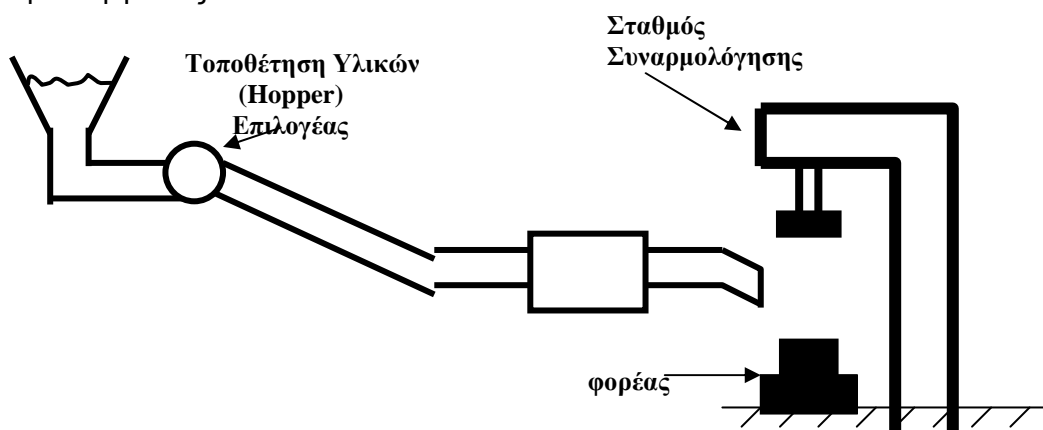 Τοποθέτηση Υλικών
(Hopper)
Επιλογέας
Σταθμός
Συναρμολόγησης
φορέας